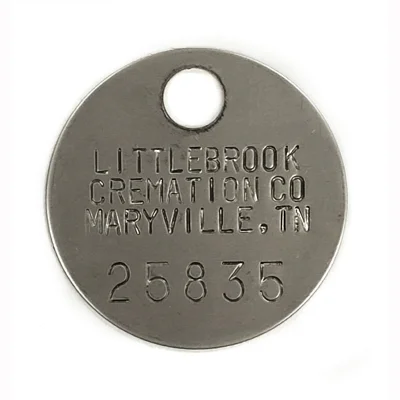 LITTLEBROOK
CREMATION CO
MARYVILLE, TN
25835